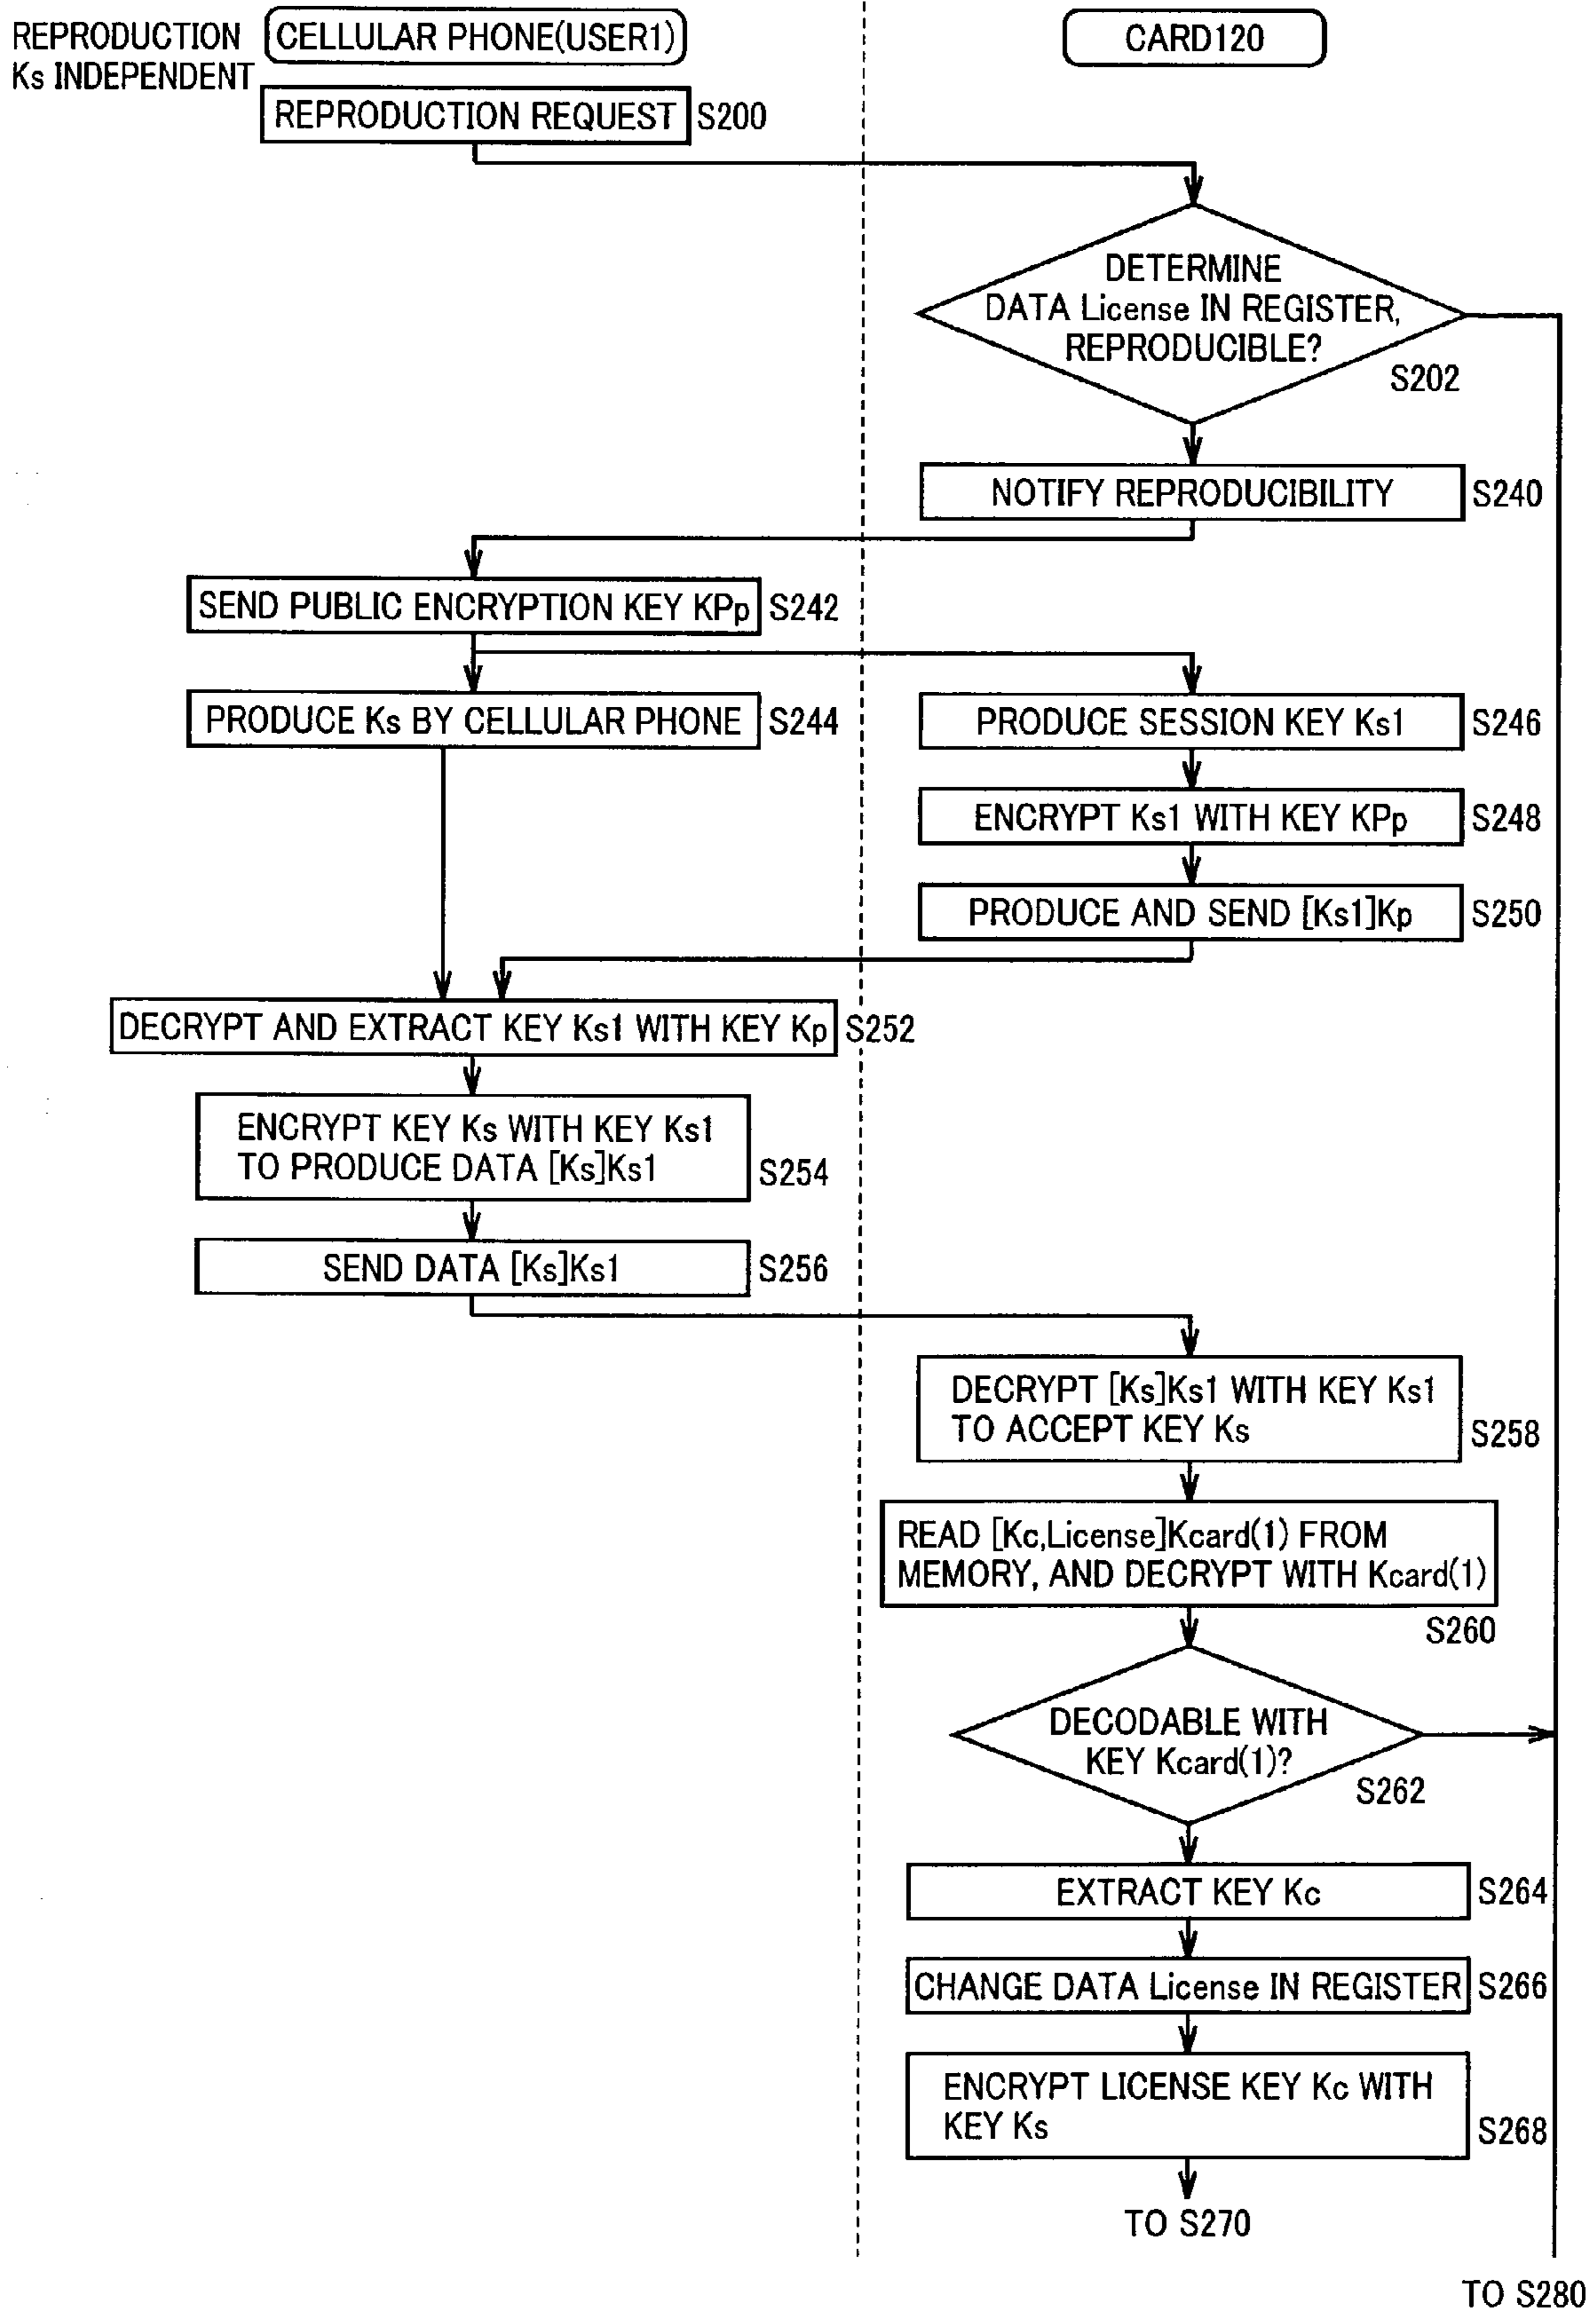 REPRODUCTION
Ks INDEPENDENT
CELLULAR PHONE(USER1)
CARD120
REPRODUCTION REQUEST
S200
DETERMINE
DATA License IN REGISTER,
REPRODUCIBLE?
S202
NOTIFY REPRODUCIBILITY
S240
SEND PUBLIC ENCRYPTION KEY KPp
S242
PRODUCE Ks BY CELLULAR PHONE
S244
PRODUCE SESSION KEY Ks1
S246
ENCRYPT Ks1 WITH KEY KPp
S248
PRODUCE AND SEND [Ks1]Kp
S250
DECRYPT AND EXTRACT KEY Ks1 WITH KEY Kp
S252
ENCRYPT KEY Ks WITH KEY Ks1
TO PRODUCE DATA [Ks]Ks1
S254
SEND DATA [Ks]Ks1
S256
DECRYPT [Ks]Ks1 WITH KEY Ks1
TO ACCEPT KEY Ks
S258
READ [Kc,License]Kcard(1) FROM
MEMORY, AND DECRYPT WITH Kcard(1)
S260
DECODABLE WITH
KEY Kcard(1)?
S262
EXTRACT KEY Kc
S264
CHANGE DATA License IN REGISTER
S266
ENCRYPT LICENSE KEY Kc WITH
KEY Ks
S268
TO S270
TO S280